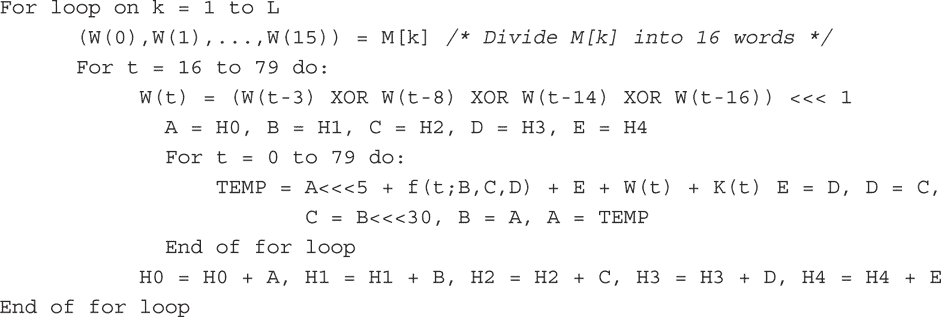 For loop on k = 1 to L
(W(0),W(1),...,W(15)) = M[k] /* Divide M[k] into 16 words */
For t = 16 to 79 do:
W(t) = (W(t-3) XOR W(t-8) XOR W(t-14) XOR W(t-16)) <<< 1
A = H0, B = H1, C = H2, D = H3, E = H4
For t = 0 to 79 do:
TEMP = A<<<5 + f(t;B,C,D) + E + W(t) + K(t) E = D, D = C,
C = B<<<30, B = A, A = TEMP
End of for loop
H0 = H0 + A, H1 = H1 + B, H2 = H2 + C, H3 = H3 + D, H4 = H4 + E
End of for loop